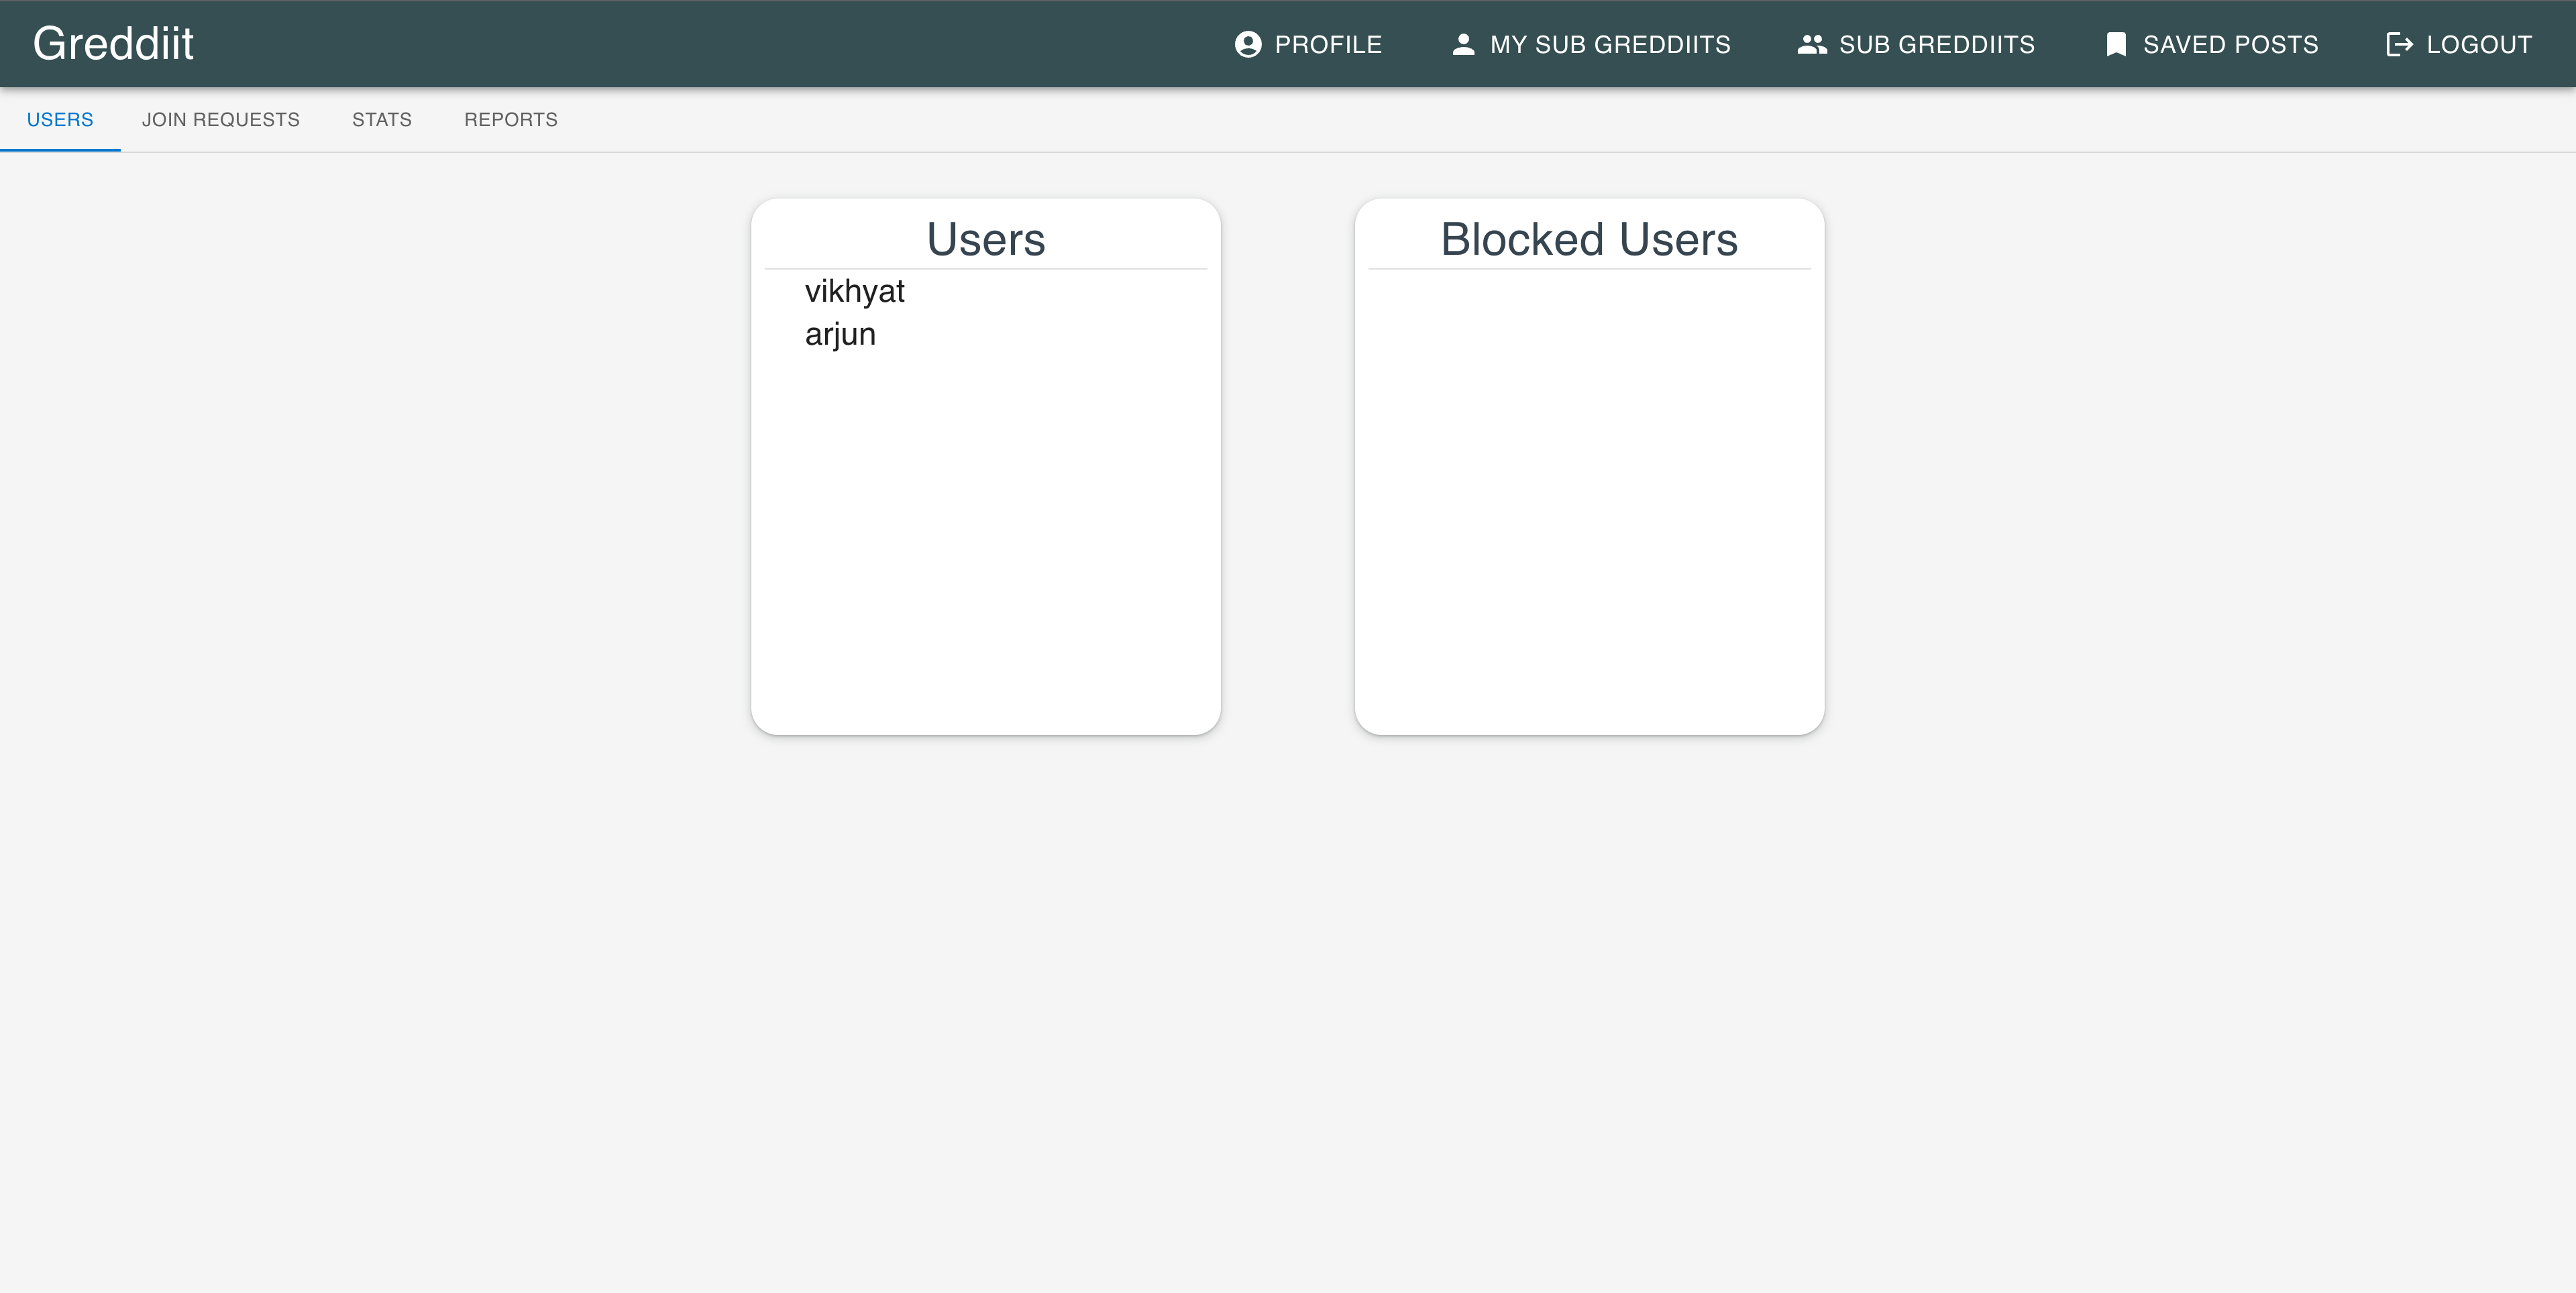 Greddiit
PROFILE
MY SUB GREDDIITS
SUB GREDDIITS
SAVED POSTS
LOGOUT
USERS
JOIN REQUESTS
STATS
REPORTS
Users
vikhyat
arjun
Blocked Users